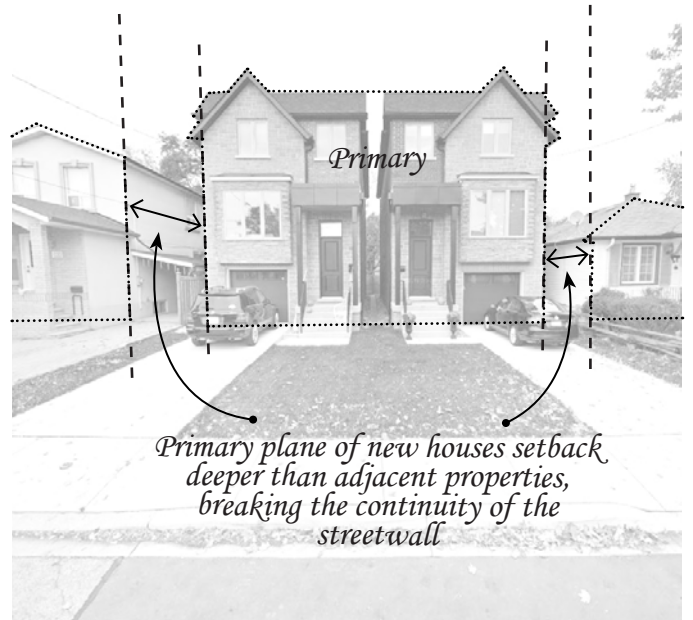 Primary
Primary plane of new houses setback
deeper than adjacent properties,
breaking the continuity of the
streetwall